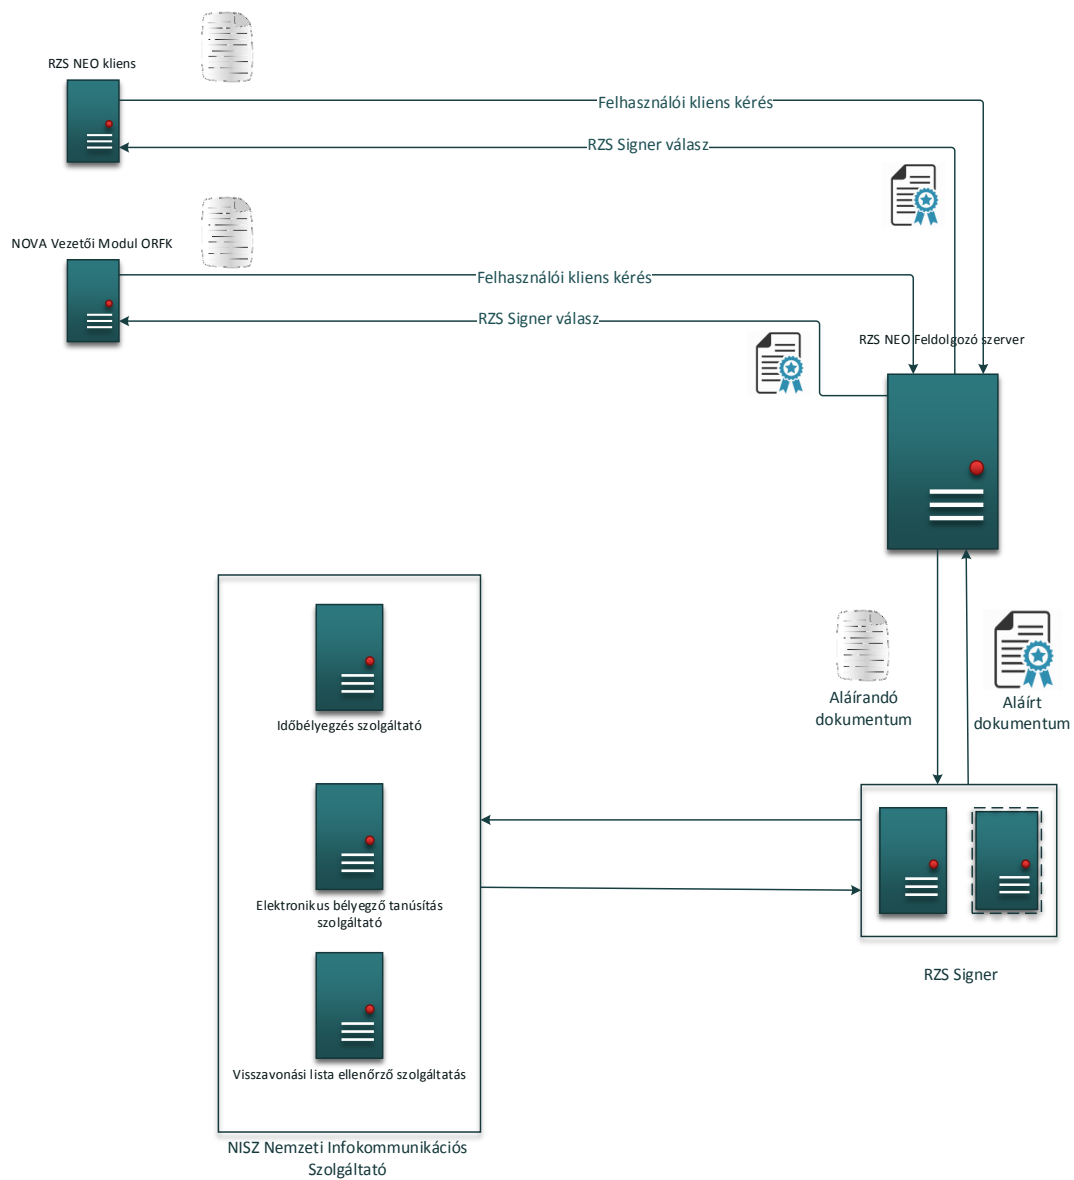 RZS NEO kliens
Felhasználói kliens kérés
RZS Signer válasz
NOVA Vezetői Modul ORFK
Felhasználói kliens kérés
RZS Signer válasz
RZS NEO Feldolgozó szerver
Aláírandó
dokumentum
Aláírt
dokumentum
Időbélyegzés szolgáltató
Elektronikus bélyegző tanúsítás
szolgáltató
RZS Signer
Visszavonási lista ellenőrző szolgáltatás
NISZ Nemzeti Infokommunikációs
Szolgáltató